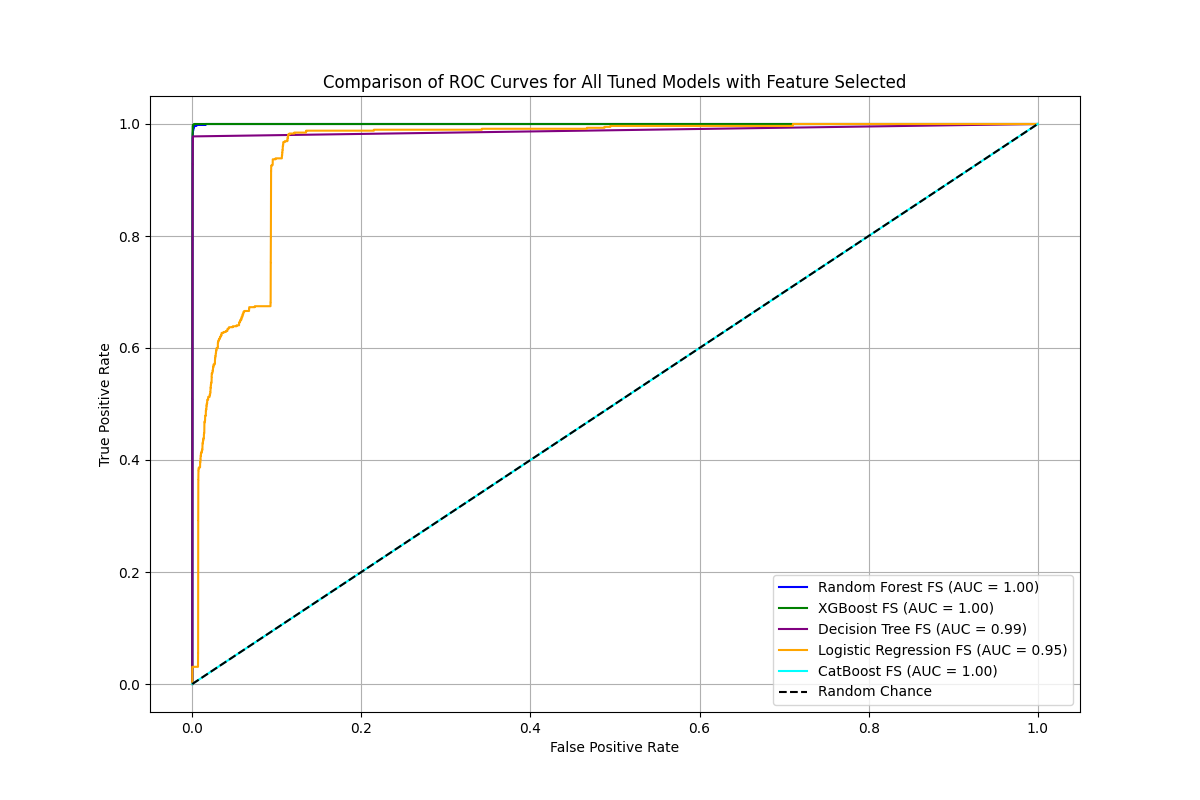 Comparison of ROC Curves for All Tuned Models with Feature Selected
True Positive Rate
1.0
0.8
0.6
0.4
0.2
0.0
Random Forest FS (AUC = 1.00)
XGBoost FS (AUC = 1.00)
Decision Tree FS (AUC = 0.99)
Logistic Regression FS (AUC = 0.95)
CatBoost FS (AUC = 1.00)
Random Chance
0.0
0.2
0.4
0.6
0.8
1.0
False Positive Rate